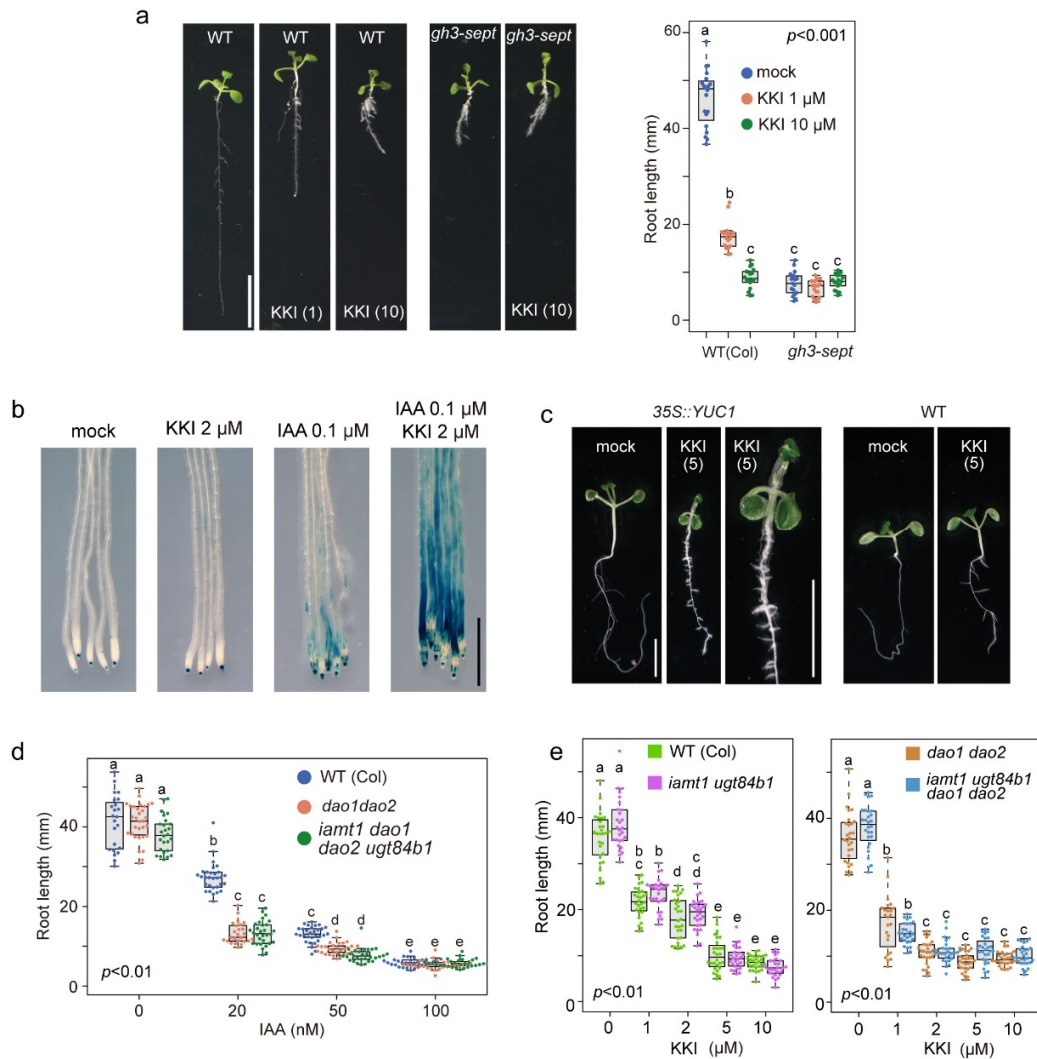 a
WT
WT
WT
gh3-sept
gh3-sept
KKI (1)
KKI (10)
KKI (10)
p<0.001
mock
KKI 1 µM
KKI 10 µM
Root length (mm)
60
40
20
0
a
b
c
c
c
c
WT(Col)
gh3-sept
b
mock
KKI 2 µM
IAA 0.1 µM
IAA 0.1 µM
KKI 2 µM
c
35S::YUC1
WT
mock
KKI
(5)
KKI
(5)
mock
KKI
(5)
d
WT (Col)
dao1dao2
iamt1 dao1
dao2 ugt84b1
Root length (mm)
40
20
0
a
a
a
b
c
c
c
d
d
e
e
e
p<0.01
0
20
50
100
IAA (nM)
e
WT (Col)
iamt1 ugt84b1
Root length (mm)
40
20
0
a
a
b
c
b
d
c
d
e
e
e
e
p<0.01
0
1
2
5
10
KKI (µM)
dao1 dao2
iamt1 ugt84b1
dao1 dao2
40
20
0
a
a
b
b
c
c
c
c
c
c
p<0.01
0
1
2
5
10
KKI (µM)